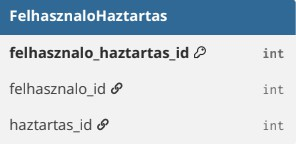 FelhasznaloHaztartas
felhasznalo_haztartas_id int
felhasznalo_id int
haztartas_id int